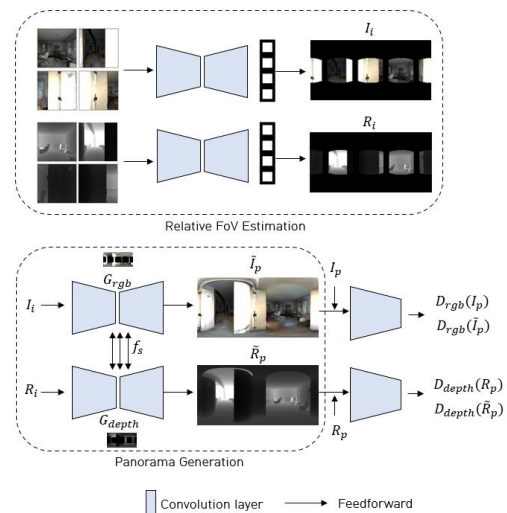 I_i
R_i
Relative FoV Estimation
G_rgb
Ĩ_p
I_p
I_i
D_rgb(I_p)
D_rgb(Ĩ_p)
f_s
R̃_p
R_i
D_depth(R_p)
D_depth(R̃_p)
G_depth
R_p
Panorama Generation
Convolution layer
Feedforward